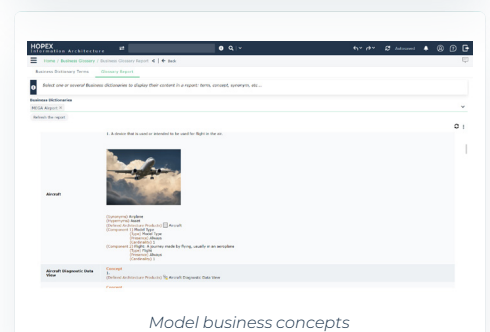 HOPEX
Information Architecture
Autosaved
Home / Business Glossary / Business Glossary Report
Back
Business Dictionary Terms
Glossary Report
Select one or several Business dictionaries to display their content in a report: term, concept, synonym, etc...
Business Dictionaries
MEGA Airport ×
Refresh the report
1. A device that is used or intended to be used for flight in the air.
Aircraft
[Synonyms] Airplane
[Hypernyms] Asset
[Defined Architecture Products] Aircraft
[Component 1] Model Type
[Type] Model Type
[Presence] Always
[Cardinality] 1
[Component 2] Flight: A journey made by flying, usually in an aeroplane
[Type] Flight
[Presence] Always
[Cardinality] 1
Aircraft Diagnostic Data View
Concept
1.
[Defined Architecture Products] Aircraft Diagnostic Data View
Concept
Model business concepts